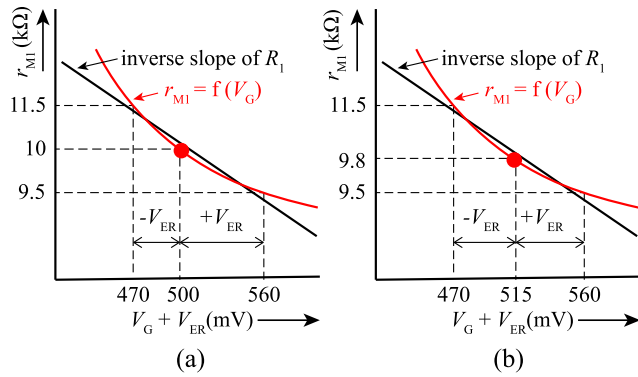 r_M1 (kΩ)
inverse slope of R_1
r_M1 = f (V_G)
11.5
10
9.5
-V_ER +V_ER
470 500 560
V_G + V_ER(mV)
(a)
r_M1 (kΩ)
inverse slope of R_1
r_M1 = f (V_G)
11.5
9.8
9.5
-V_ER +V_ER
470 515 560
V_G + V_ER(mV)
(b)